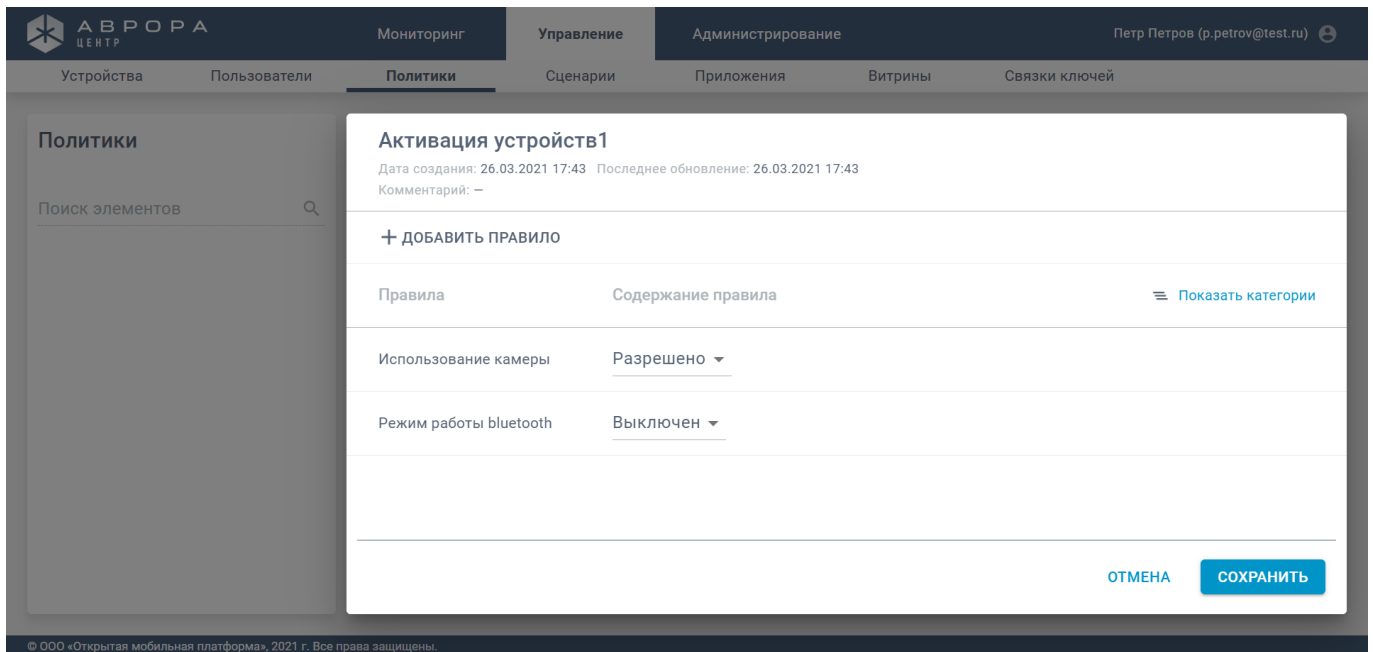 АВРОРА
ЦЕНТР
Мониторинг Управление Администрирование Петр Петров (p.petrov@test.ru)
Устройства Пользователи Политики Сценарии Приложения Витрины Связки ключей
Политики
Поиск элементов
Активация устройств1
Дата создания: 26.03.2021 17:43 Последнее обновление: 26.03.2021 17:43
Комментарий: —
+ ДОБАВИТЬ ПРАВИЛО
Правила Содержание правила Показать категории
Использование камеры Разрешено
Режим работы bluetooth Выключен
ОТМЕНА СОХРАНИТЬ
© ООО «Открытая мобильная платформа», 2021 г. Все права защищены.